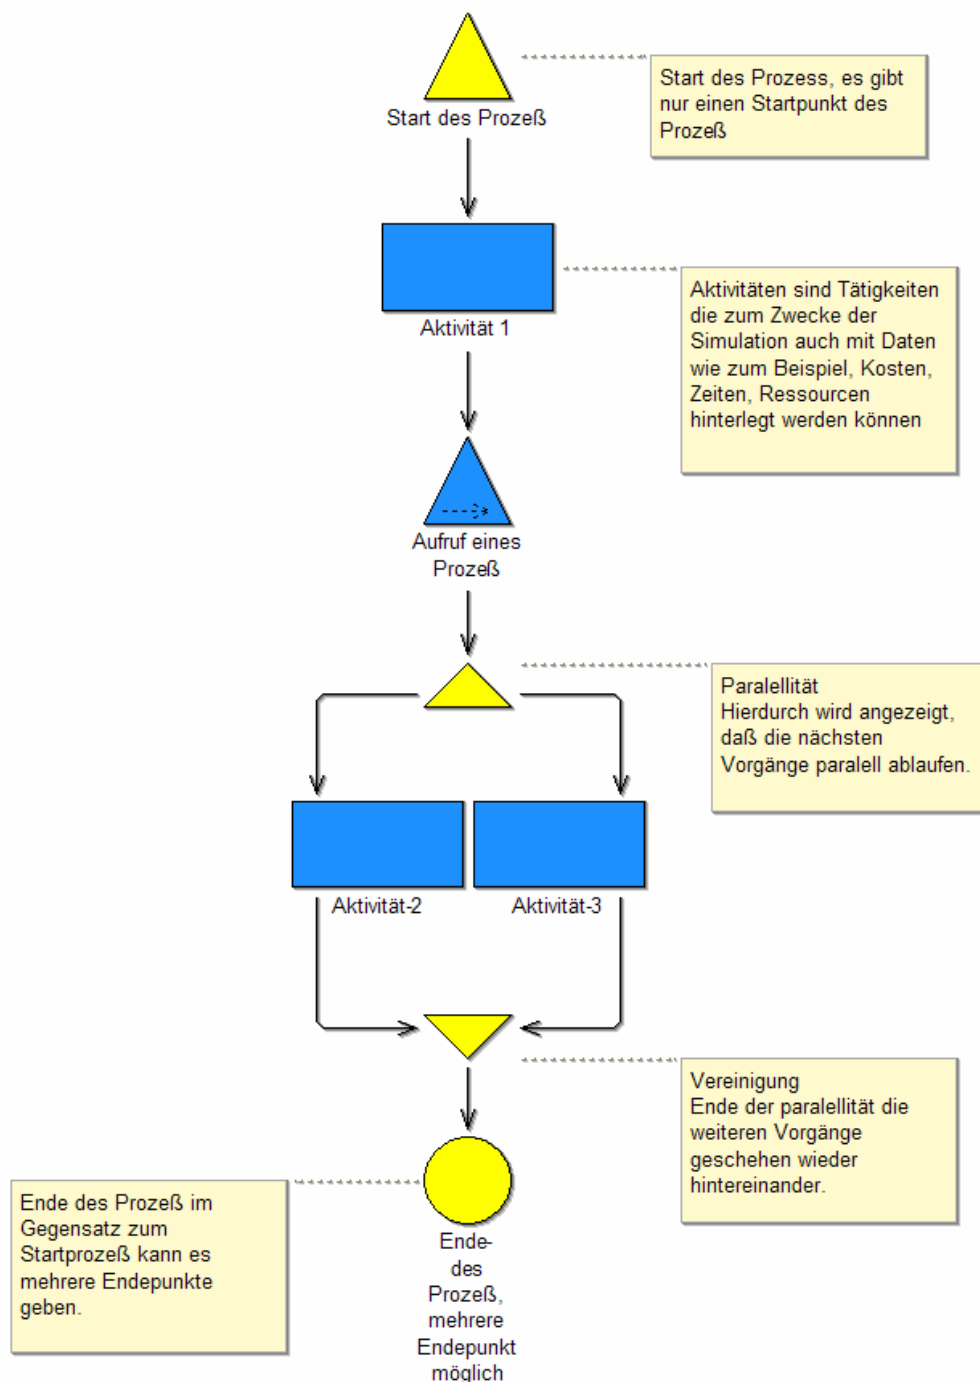 Start des Prozeß
Start des Prozess, es gibt
nur einen Startpunkt des
Prozeß
Aktivität 1
Aktivitäten sind Tätigkeiten
die zum Zwecke der
Simulation auch mit Daten
wie zum Beispiel, Kosten,
Zeiten, Ressourcen
hinterlegt werden können
Aufruf eines
Prozeß
Paralellität
Hierdurch wird angezeigt,
daß die nächsten
Vorgänge paralell ablaufen.
Aktivität-2
Aktivität-3
Vereinigung
Ende der paralellität die
weiteren Vorgänge
geschehen wieder
hintereinander.
Ende des Prozeß im
Gegensatz zum
Startprozeß kann es
mehrere Endepunkte
geben.
Ende-
des
Prozeß,
mehrere
Endepunkt
möglich